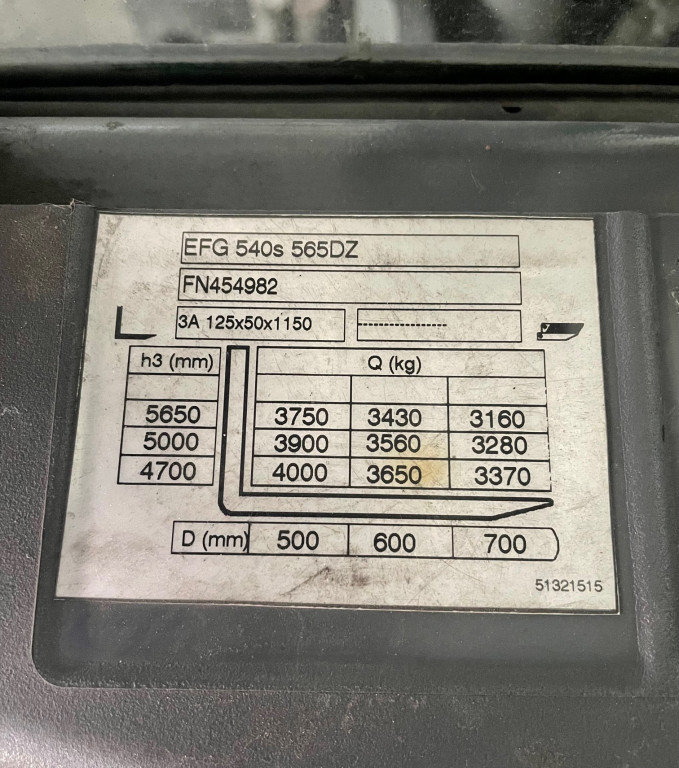 EFG 540s 565DZ
FN454982
3A 125x50x1150 ----------------
h3 (mm) Q (kg)
5650 3750 3430 3160
5000 3900 3560 3280
4700 4000 3650 3370
D (mm) 500 600 700
51321515